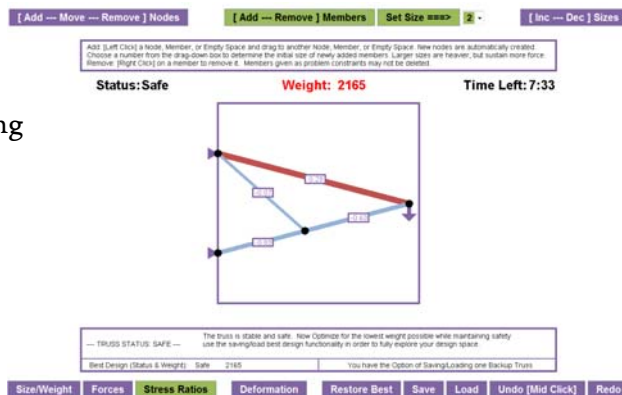 [ Add --- Move --- Remove ] Nodes
[ Add --- Remove ] Members
Set Size ===>
2
[ Inc --- Dec ] Sizes
Add: [Left Click] a Node, Member, or Empty Space and drag to another Node, Member, or Empty Space. New nodes are automatically created.
Choose a number from the drag-down box to determine the initial size of newly added Members. Larger sizes are heavier, but sustain more force.
Remove: [Right Click] on a member to remove it. Members given as problem constraints may not be deleted.
Status:Safe
Weight: 2165
Time Left: 7:33
ng
--- TRUSS STATUS: SAFE ---
The truss is stable and safe. Now Optimize for the lowest weight possible while maintaining safety
use the saving/load best design functionality in order to fully explore your design space.
Best Design (Status & Weight) Safe 2165
You have the Option of Saving/Loading one Backup Truss
Size/Weight
Forces
Stress Ratios
Deformation
Restore Best
Save
Load
Undo [Mid Click]
Redo